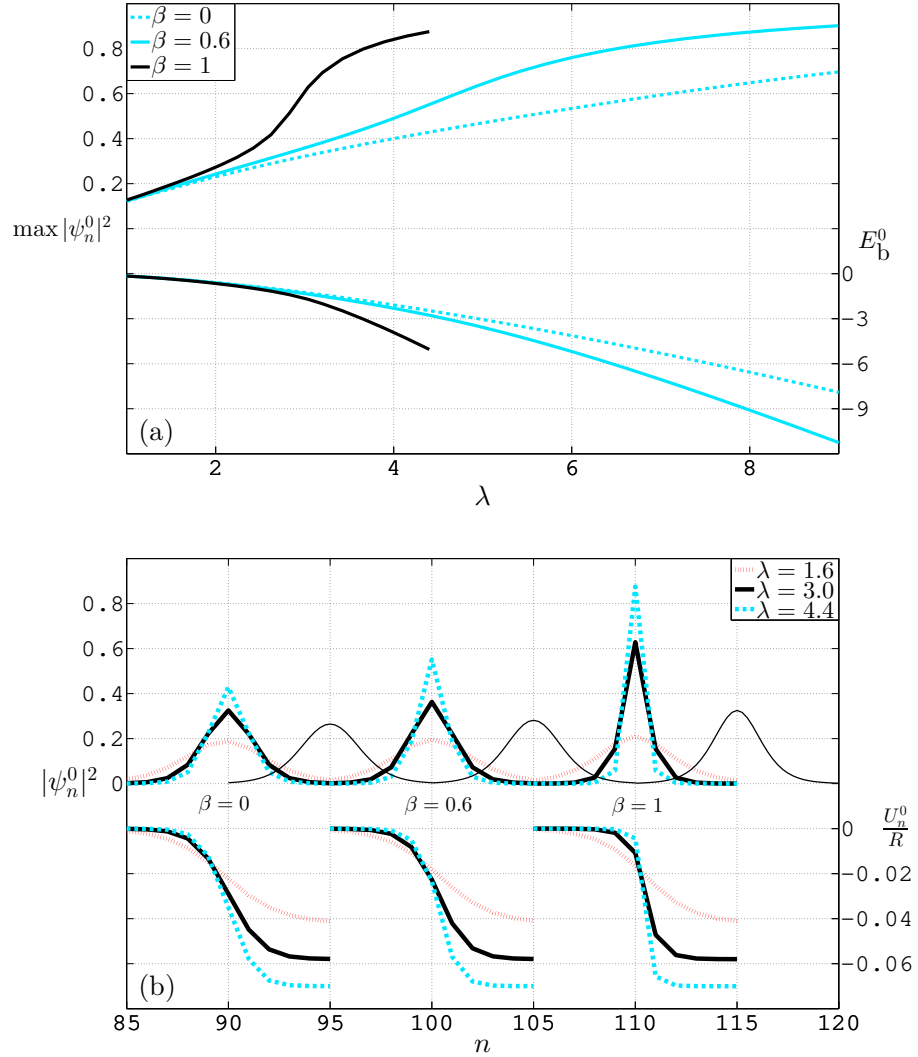 β = 0
β = 0.6
β = 1
0.8
0.6
0.4
0.2
max |ψ_n^0|^2
E_b^0
0
−3
−6
−9
(a)
2 4 6 8
λ
λ = 1.6
λ = 3.0
λ = 4.4
0.8
0.6
0.4
0.2
0
|ψ_n^0|^2
β = 0 β = 0.6 β = 1
0
U_n^0/R
−0.02
−0.04
−0.06
(b)
85 90 95 100 105 110 115 120
n